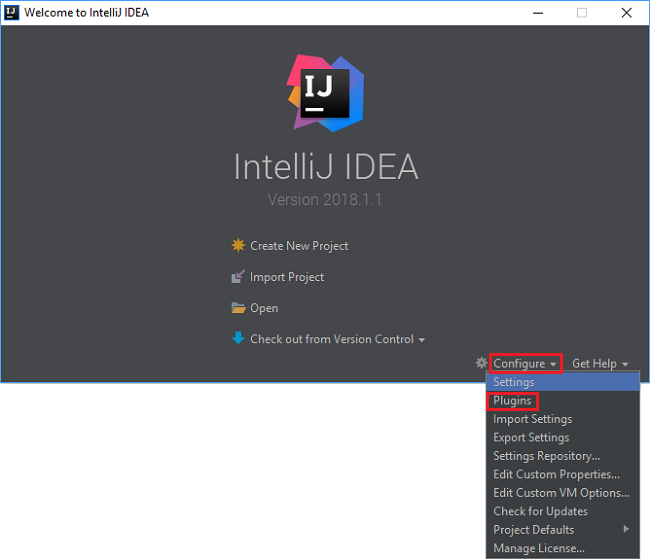 IJ Welcome to IntelliJ IDEA
IJ
IntelliJ IDEA
Version 2018.1.1
Create New Project
Import Project
Open
Check out from Version Control
Configure Get Help
Settings
Plugins
Import Settings
Export Settings
Settings Repository...
Edit Custom Properties...
Edit Custom VM Options...
Check for Updates
Project Defaults
Manage License...